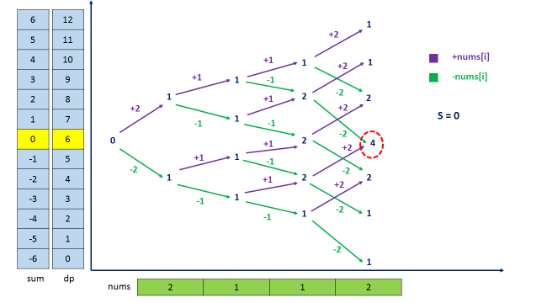 6 12
5 11
4 10
3 9
2 8
1 7
0 6
-1 5
-2 4
-3 3
-4 2
-5 1
-6 0
sum dp
1
+2
+1 1 +2 1
+1 1 -1 -2
1 -1 2 +2 2
+2 -1 1 +1
0 -1 2 -2 4
+1 1 +1 +2
-2 -1 2 -2 2
1 +1 +2
-1 1 -1 1 -2 1
-2
1
+nums[i]
-nums[i]
S = 0
nums 2 1 1 2